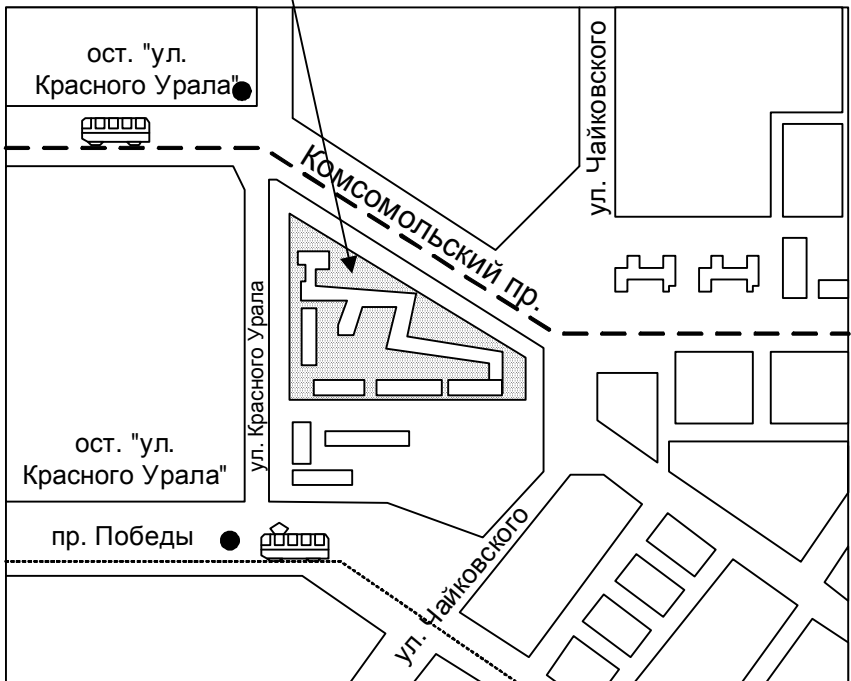 ост. "ул.
Красного Урала"
ул. Чайковского
Комсомольский пр.
ул. Красного Урала
ост. "ул.
Красного Урала"
пр. Победы
ул. Чайковского